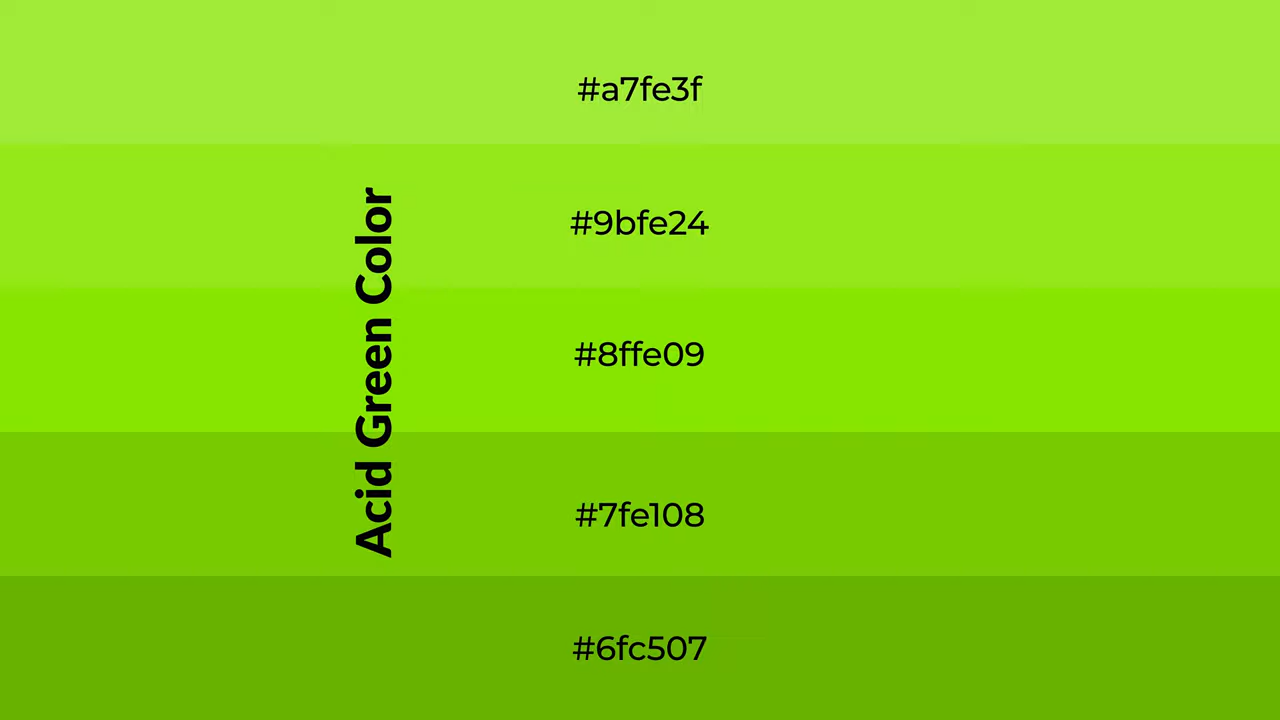 #a7fe3f
#9bfe24
Acid Green Color
#8ffe09
#7fe108
#6fc507